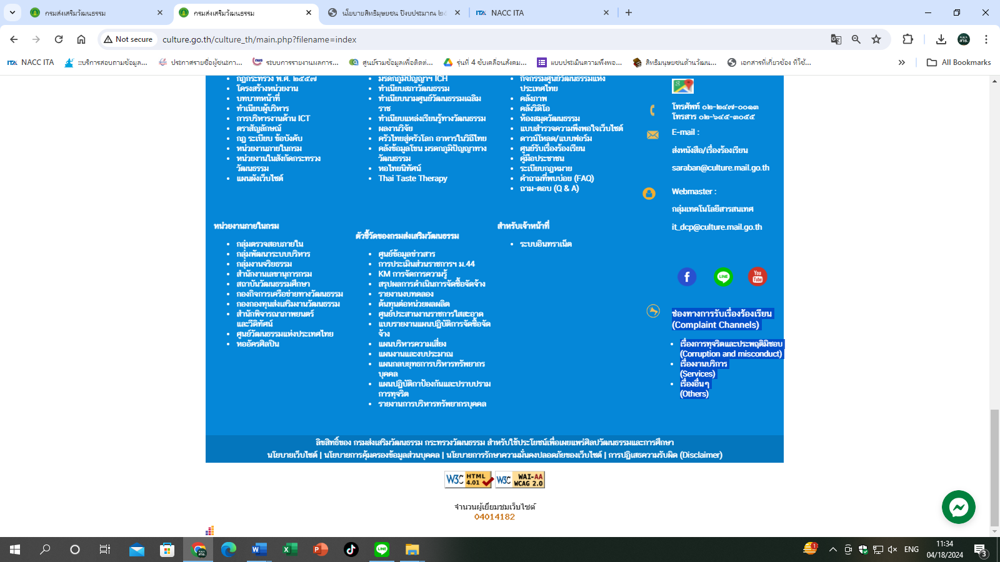 กรมส่งเสริมวัฒนธรรม
กรมส่งเสริมวัฒนธรรม
นโยบายสิทธิมนุษยชน ปีงบประมาณ ๒๕
NACC ITA
Not secure
culture.go.th/culture_th/main.php?filename=index
NACC ITA
::บริการสอบถามข้อมูล...
ประกาศรายชื่อผู้ชนะกา...
ระบบการรายงานผลการ...
ศูนย์รวมข้อมูลเพื่อติดต่...
รุ่นที่ 4 ขับเคลื่อนสังคม...
แบบประเมินความพึงพอ...
สิทธิมนุษยชนด้านวัฒน...
เอกสารที่เกี่ยวข้อง ที่ใช้...
All Bookmarks
กฎกระทรวง พ.ศ. ๒๕๕๗
โครงสร้างหน่วยงาน
บทบาทหน้าที่
ทำเนียบผู้บริหาร
การบริหารงานด้าน ICT
ตราสัญลักษณ์
กฎ ระเบียบ ข้อบังคับ
หน่วยงานภายในกรม
หน่วยงานในสังกัดกระทรวง
วัฒนธรรม
แผนผังเว็บไซต์
มรดกภูมิปัญญาฯ ICH
ทำเนียบสภาวัฒนธรรม
ทำเนียบนามศูนย์วัฒนธรรมเฉลิม
ราช
ทำเนียบแหล่งเรียนรู้ทางวัฒนธรรม
ผลงานวิจัย
ครัวไทยสู่ครัวโลก อาหารในวิถีไทย
คลังข้อมูลโขน มรดกภูมิปัญญาทาง
วัฒนธรรม
หอไทยนิทัศน์
Thai Taste Therapy
กิจกรรมศูนย์วัฒนธรรมแห่ง
ประเทศไทย
คลังภาพ
คลังวิดีโอ
ห้องสมุดวัฒนธรรม
แบบสำรวจความพึงพอใจเว็บไซต์
ดาวน์โหลด/แบบฟอร์ม
ศูนย์รับเรื่องร้องเรียน
คู่มือประชาชน
ระเบียบกฎหมาย
คำถามที่พบบ่อย (FAQ)
ถาม-ตอบ (Q & A)
โทรศัพท์ ๐๒-๒๔๗-๐๐๑๓
โทรสาร ๐๒-๖๔๕-๓๐๕๕
E-mail :
ส่งหนังสือ/เรื่องร้องเรียน
saraban@culture.mail.go.th
Webmaster :
กลุ่มเทคโนโลยีสารสนเทศ
it_dcp@culture.mail.go.th
หน่วยงานภายในกรม
กลุ่มตรวจสอบภายใน
กลุ่มพัฒนาระบบบริหาร
กลุ่มงานจริยธรรม
สำนักงานเลขานุการกรม
สถาบันวัฒนธรรมศึกษา
กองกิจการเครือข่ายทางวัฒนธรรม
กองกองทุนส่งเสริมงานวัฒนธรรม
สำนักพิจารณาภาพยนตร์
และวีดิทัศน์
ศูนย์วัฒนธรรมแห่งประเทศไทย
หออัครศิลปิน
ตัวชี้วัดของกรมส่งเสริมวัฒนธรรม
ศูนย์ข้อมูลข่าวสาร
การประเมินส่วนราชการฯ ม.44
KM การจัดการความรู้
สรุปผลการดำเนินการจัดซื้อจัดจ้าง
รายงานงบทดลอง
ต้นทุนต่อหน่วยผลผลิต
ศูนย์ประสานงานราชการใสสะอาด
แบบรายงานแผนปฏิบัติการจัดซื้อจัด
จ้าง
แผนบริหารความเสี่ยง
แผนงานและงบประมาณ
แผนกลบยุทธการบริหารทรัพยากร
บุคคล
แผนปฏิบัติกาป้องกันและปราบปราม
การทุจริต
รายงานการบริหารทรัพยากรบุคคล
สำหรับเจ้าหน้าที่
ระบบอินทราเน็ต
LINE
You
Tube
ช่องทางการรับเรื่องร้องเรียน
(Complaint Channels)
เรื่องการทุจริตและประพฤติมิชอบ
(Corruption and misconduct)
เรื่องงานบริการ
(Services)
เรื่องอื่นๆ
(Others)
ลิขสิทธิ์ของ กรมส่งเสริมวัฒนธรรม กระทรวงวัฒนธรรม สำหรับใช้ประโยชน์เพื่อเผยแพร่ศิลปวัฒนธรรมและการศึกษา
นโยบายเว็บไซต์ | นโยบายการคุ้มครองข้อมูลส่วนบุคคล | นโยบายการรักษาความมั่นคงปลอดภัยของเว็บไซต์ | การปฏิเสธความรับผิด (Disclaimer)
W3C HTML 4.01
W3C WAI-AA WCAG 2.0
จำนวนผู้เยี่ยมชมเว็บไซต์
04014182
ENG
11:34
04/18/2024